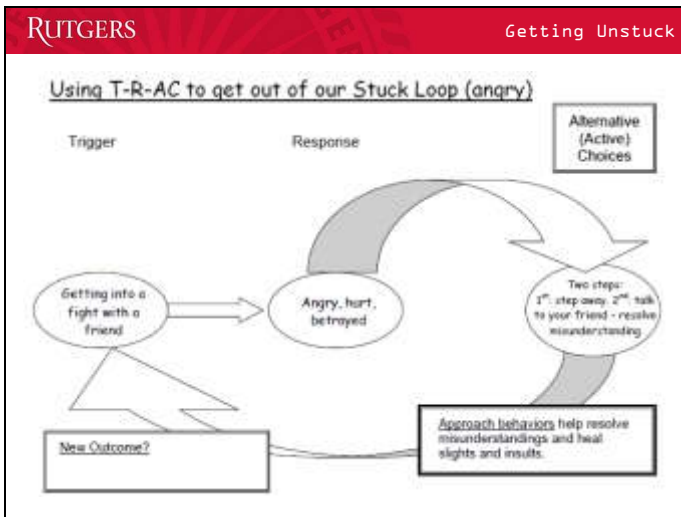 RUTGERS
Getting Unstuck
Using T-R-AC to get out of our Stuck Loop (angry)
Trigger
Response
Alternative
(Active)
Choices
Getting into a
fight with a
friend
Angry, hurt,
betrayed
Two steps:
1st: step away. 2nd: talk
to your friend - resolve
misunderstanding
Approach behaviors help resolve
misunderstandings and heal
slights and insults.
New Outcome?